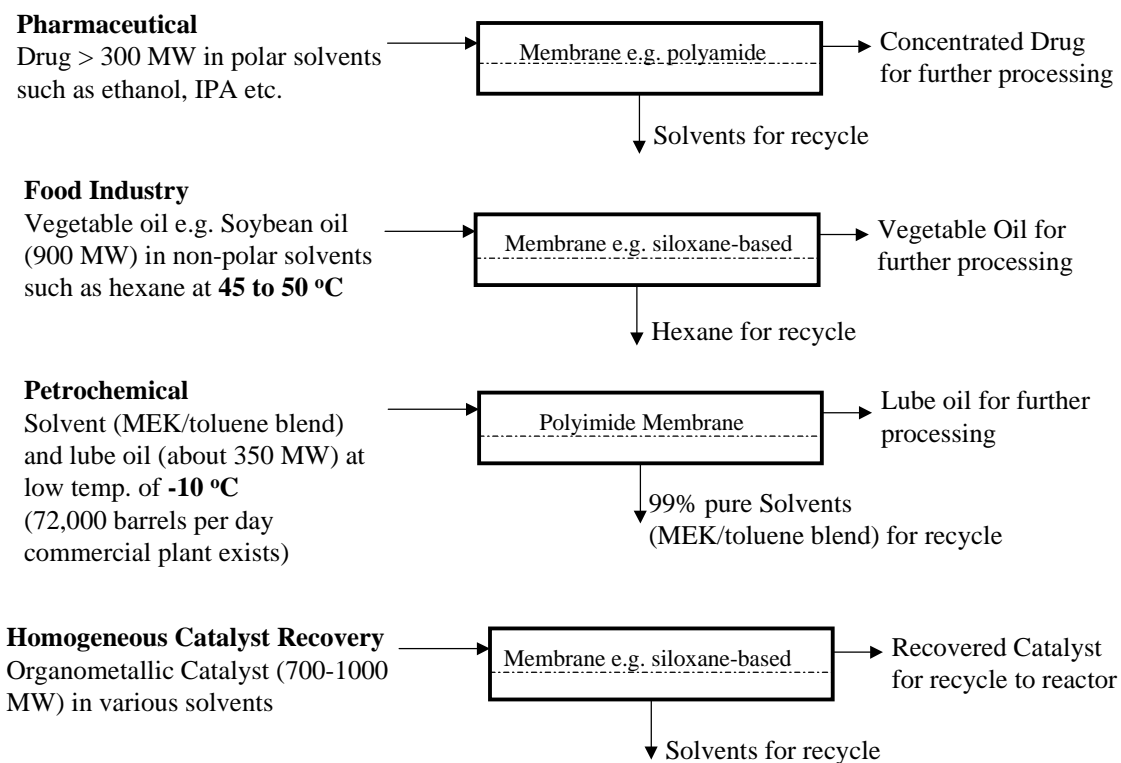 Pharmaceutical
Drug > 300 MW in polar solvents
such as ethanol, IPA etc.
Membrane e.g. polyamide
Concentrated Drug
for further processing
Solvents for recycle
Food Industry
Vegetable oil e.g. Soybean oil
(900 MW) in non-polar solvents
such as hexane at 45 to 50 °C
Membrane e.g. siloxane-based
Vegetable Oil for
further processing
Hexane for recycle
Petrochemical
Solvent (MEK/toluene blend)
and lube oil (about 350 MW) at
low temp. of -10 °C
(72,000 barrels per day
commercial plant exists)
Polyimide Membrane
Lube oil for further
processing
99% pure Solvents
(MEK/toluene blend) for recycle
Homogeneous Catalyst Recovery
Organometallic Catalyst (700-1000
MW) in various solvents
Membrane e.g. siloxane-based
Recovered Catalyst
for recycle to reactor
Solvents for recycle